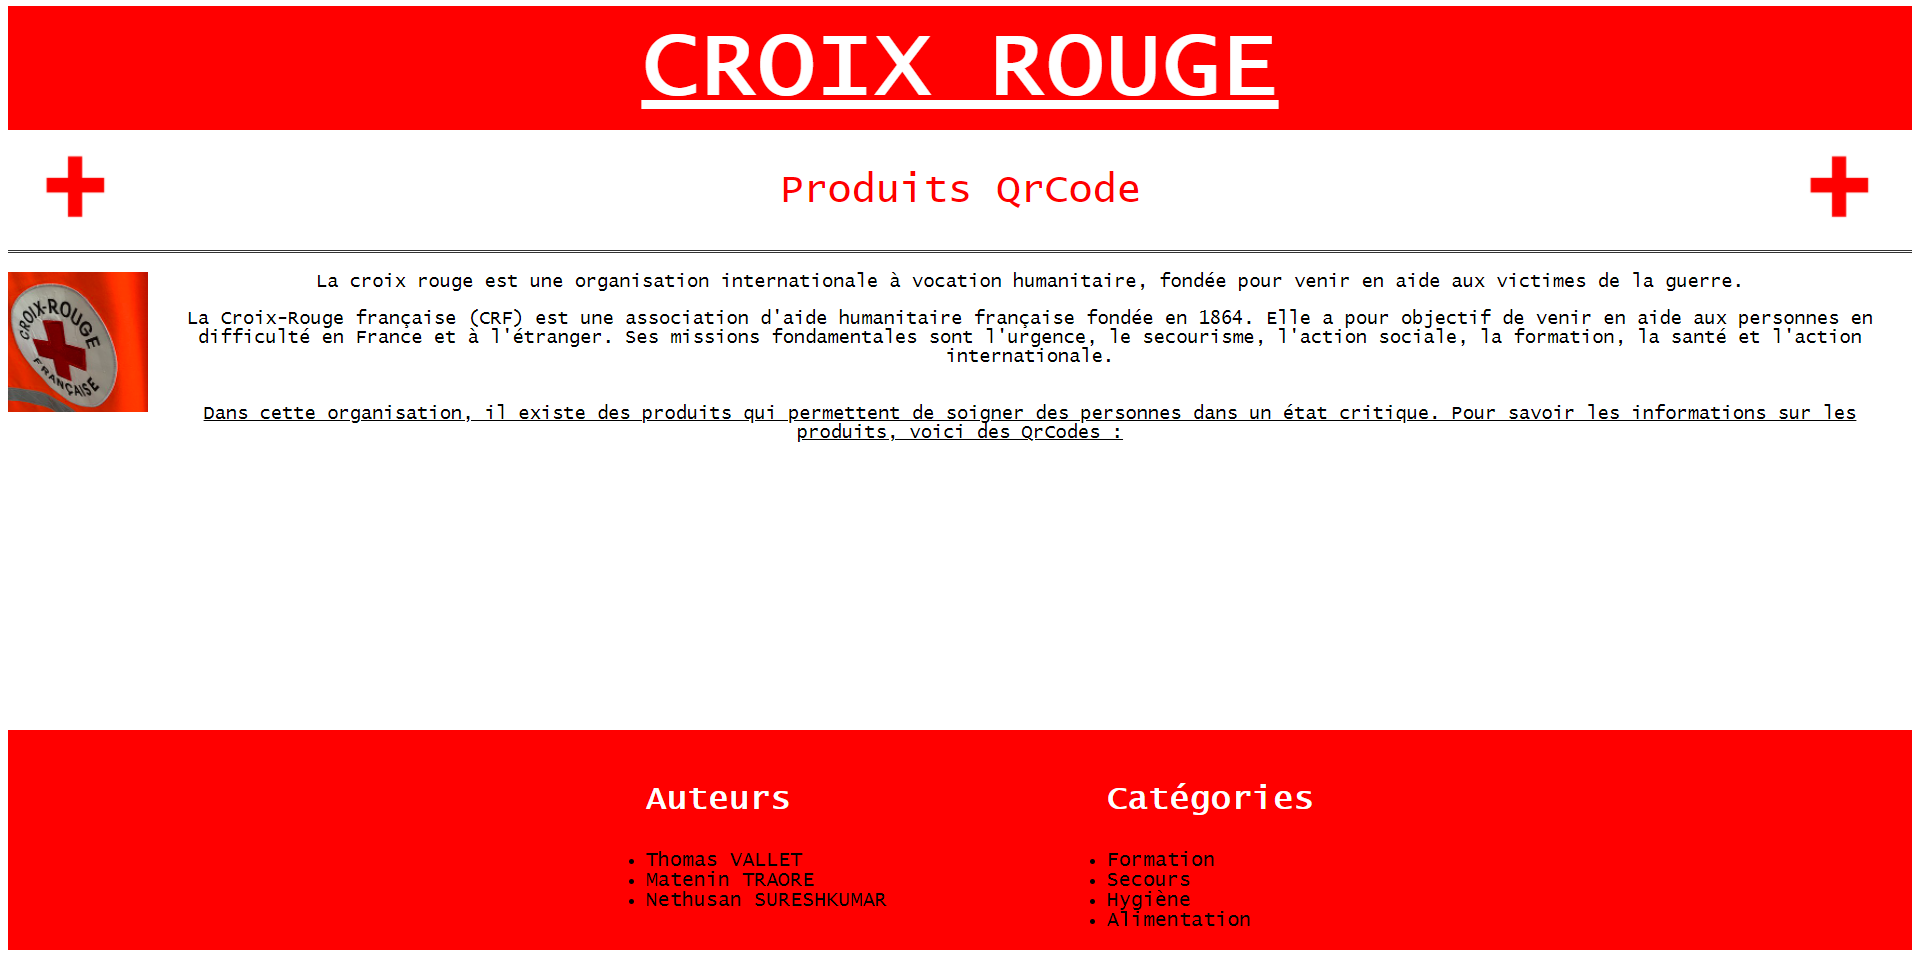 CROIX ROUGE
Produits QrCode
CROIX-ROUGE
FRANÇAISE
La croix rouge est une organisation internationale à vocation humanitaire, fondée pour venir en aide aux victimes de la guerre.
La Croix-Rouge française (CRF) est une association d'aide humanitaire française fondée en 1864. Elle a pour objectif de venir en aide aux personnes en
difficulté en France et à l'étranger. Ses missions fondamentales sont l'urgence, le secourisme, l'action sociale, la formation, la santé et l'action
internationale.
Dans cette organisation, il existe des produits qui permettent de soigner des personnes dans un état critique. Pour savoir les informations sur les
produits, voici des QrCodes :
Auteurs
• Thomas VALLET
• Matenin TRAORE
• Nethusan SURESHKUMAR
Catégories
• Formation
• Secours
• Hygiène
• Alimentation